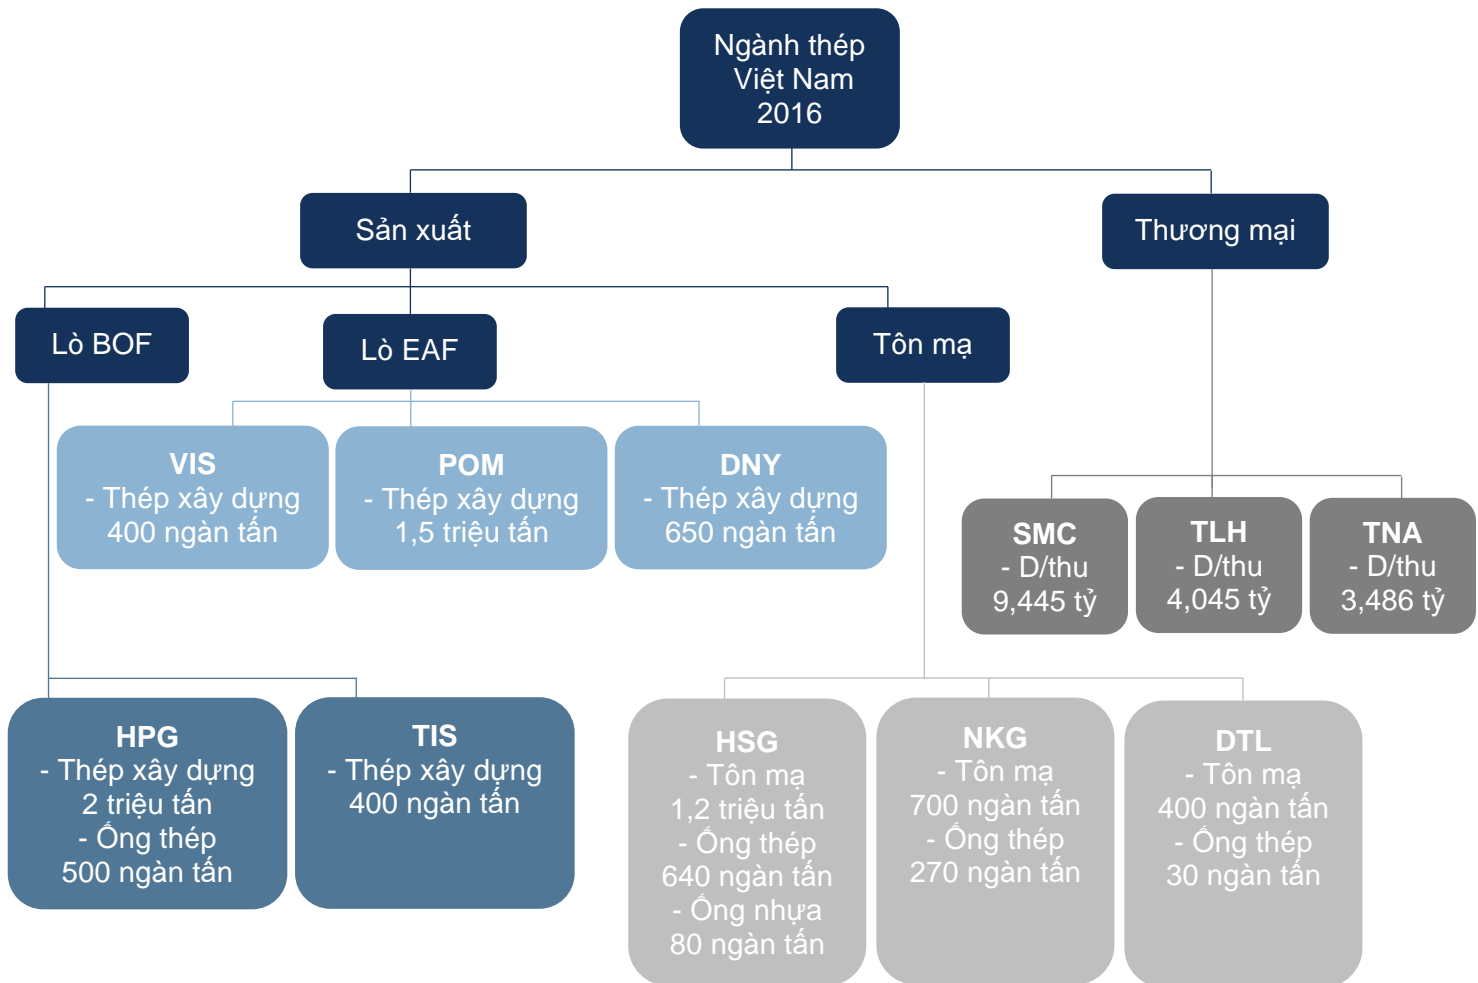 Ngành thép
Việt Nam
2016
Sản xuất
Thương mại
Lò BOF
Lò EAF
Tôn mạ
VIS
- Thép xây dựng
400 ngàn tấn
POM
- Thép xây dựng
1,5 triệu tấn
DNY
- Thép xây dựng
650 ngàn tấn
SMC
- D/thu
9,445 tỷ
TLH
- D/thu
4,045 tỷ
TNA
- D/thu
3,486 tỷ
HPG
- Thép xây dựng
2 triệu tấn
- Ống thép
500 ngàn tấn
TIS
- Thép xây dựng
400 ngàn tấn
HSG
- Tôn mạ
1,2 triệu tấn
- Ống thép
640 ngàn tấn
- Ống nhựa
80 ngàn tấn
NKG
- Tôn mạ
700 ngàn tấn
- Ống thép
270 ngàn tấn
DTL
- Tôn mạ
400 ngàn tấn
- Ống thép
30 ngàn tấn